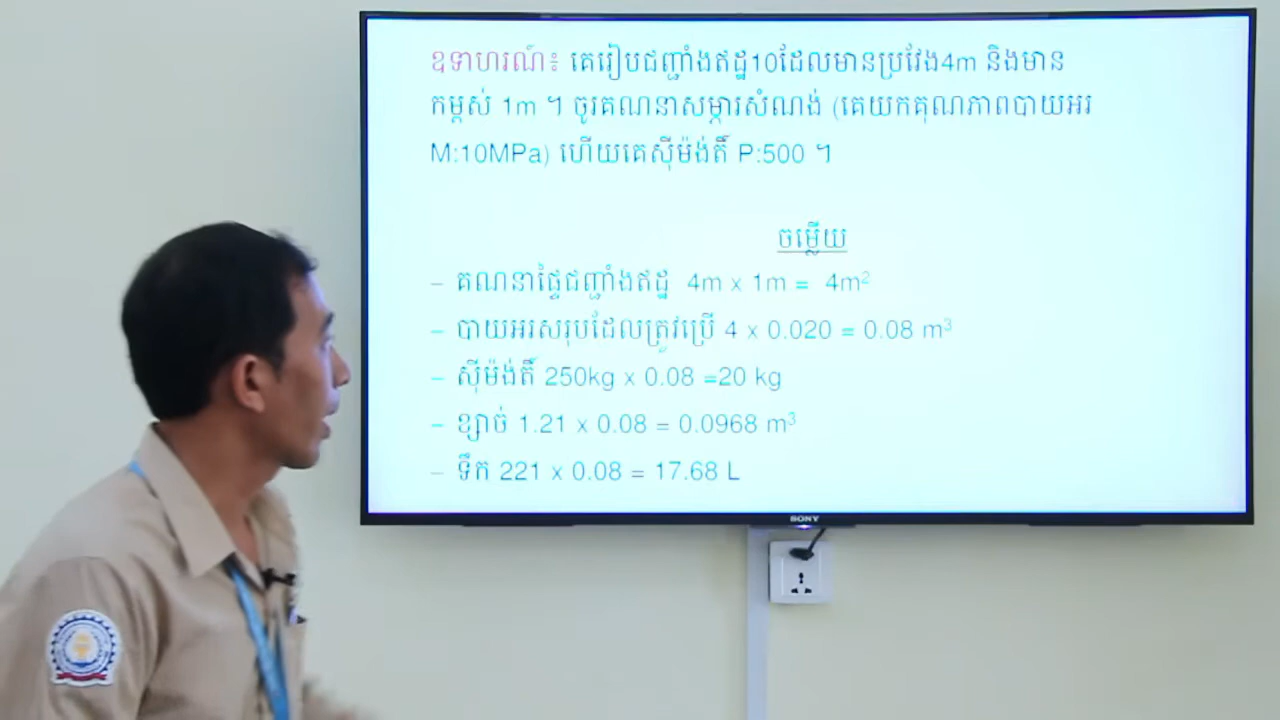 ឧទាហរណ៍៖ គេរៀបជញ្ជាំងឥដ្ឋ10ដែលមានប្រវែង4m និងមាន
កម្ពស់ 1m ។ ចូរគណនាសម្ភារសំណង់ (គេយកគុណភាពបាយអរ
M:10MPa) ហើយគេស៊ីម៉ង់តិ៍ P:500 ។
ចម្លើយ
– គណនាផ្ទៃជញ្ជាំងឥដ្ឋ 4m x 1m = 4m²
– បាយអរសរុបដែលត្រូវប្រើ 4 x 0.020 = 0.08 m³
– ស៊ីម៉ង់តិ៍ 250kg x 0.08 =20 kg
– ខ្សាច់ 1.21 x 0.08 = 0.0968 m³
– ទឹក 221 x 0.08 = 17.68 L
SONY